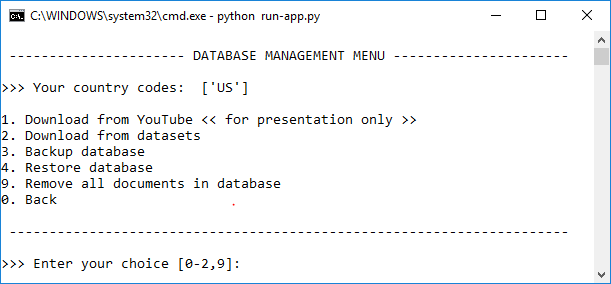 C:\WINDOWS\system32\cmd.exe - python  run-app.py
---------------------- DATABASE MANAGEMENT MENU ----------------------
>>> Your country codes:  ['US']
1. Download from YouTube << for presentation only >>
2. Download from datasets
3. Backup database
4. Restore database
9. Remove all documents in database
0. Back
----------------------------------------------------------------------
>>> Enter your choice [0-2,9]: